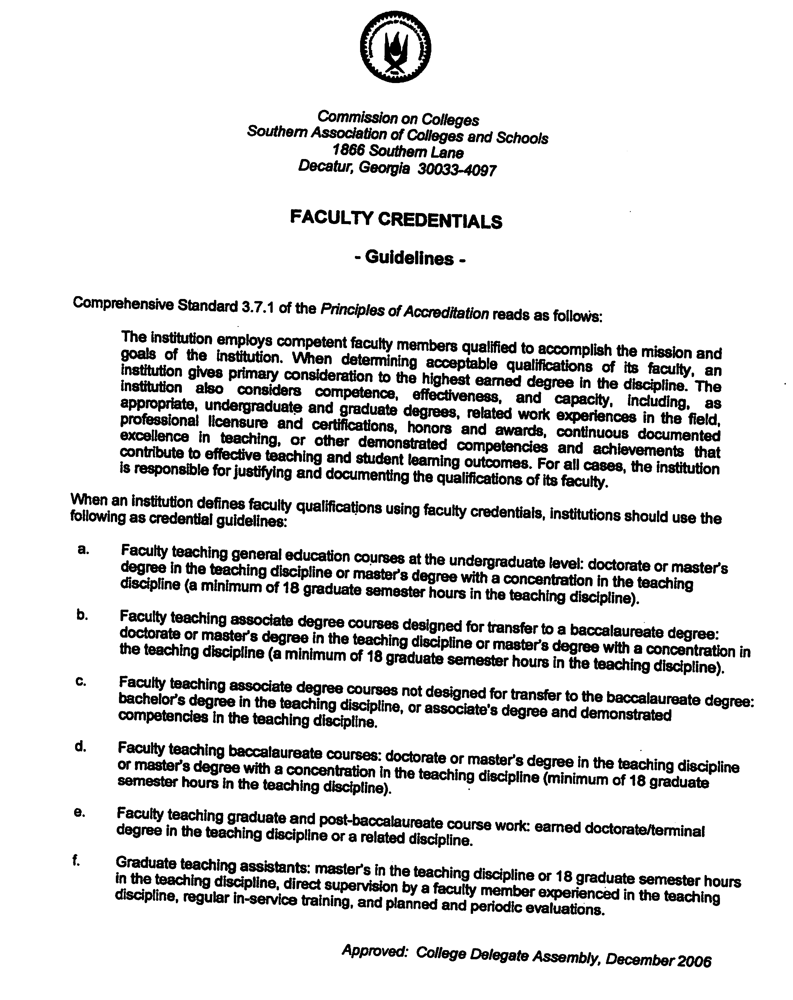 Commission on Colleges
Southern Association of Colleges and Schools
1866 Southern Lane
Decatur, Georgia 30033-4097
FACULTY CREDENTIALS
- Guidelines -
Comprehensive Standard 3.7.1 of the Principles of Accreditation reads as follows:
The institution employs competent faculty members qualified to accomplish the mission and
goals of the institution. When determining acceptable qualifications of its faculty, an
institution gives primary consideration to the highest earned degree in the discipline. The
institution also considers competence, effectiveness, and capacity, including, as
appropriate, undergraduate and graduate degrees, related work experiences in the field,
professional licensure and certifications, honors and awards, continuous documented
excellence in teaching, or other demonstrated competencies and achievements that
contribute to effective teaching and student learning outcomes. For all cases, the institution
is responsible for justifying and documenting the qualifications of its faculty.
When an institution defines faculty qualifications using faculty credentials, institutions should use the
following as credential guidelines:
a. Faculty teaching general education courses at the undergraduate level: doctorate or master's
degree in the teaching discipline or master's degree with a concentration in the teaching
discipline (a minimum of 18 graduate semester hours in the teaching discipline).
b. Faculty teaching associate degree courses designed for transfer to a baccalaureate degree:
doctorate or master's degree in the teaching discipline or master's degree with a concentration in
the teaching discipline (a minimum of 18 graduate semester hours in the teaching discipline).
c. Faculty teaching associate degree courses not designed for transfer to the baccalaureate degree:
bachelor's degree in the teaching discipline, or associate's degree and demonstrated
competencies in the teaching discipline.
d. Faculty teaching baccalaureate courses: doctorate or master's degree in the teaching discipline
or master's degree with a concentration in the teaching discipline (minimum of 18 graduate
semester hours in the teaching discipline).
e. Faculty teaching graduate and post-baccalaureate course work: earned doctorate/terminal
degree in the teaching discipline or a related discipline.
f. Graduate teaching assistants: master's in the teaching discipline or 18 graduate semester hours
in the teaching discipline, direct supervision by a faculty member experienced in the teaching
discipline, regular in-service training, and planned and periodic evaluations.
Approved: College Delegate Assembly, December 2006